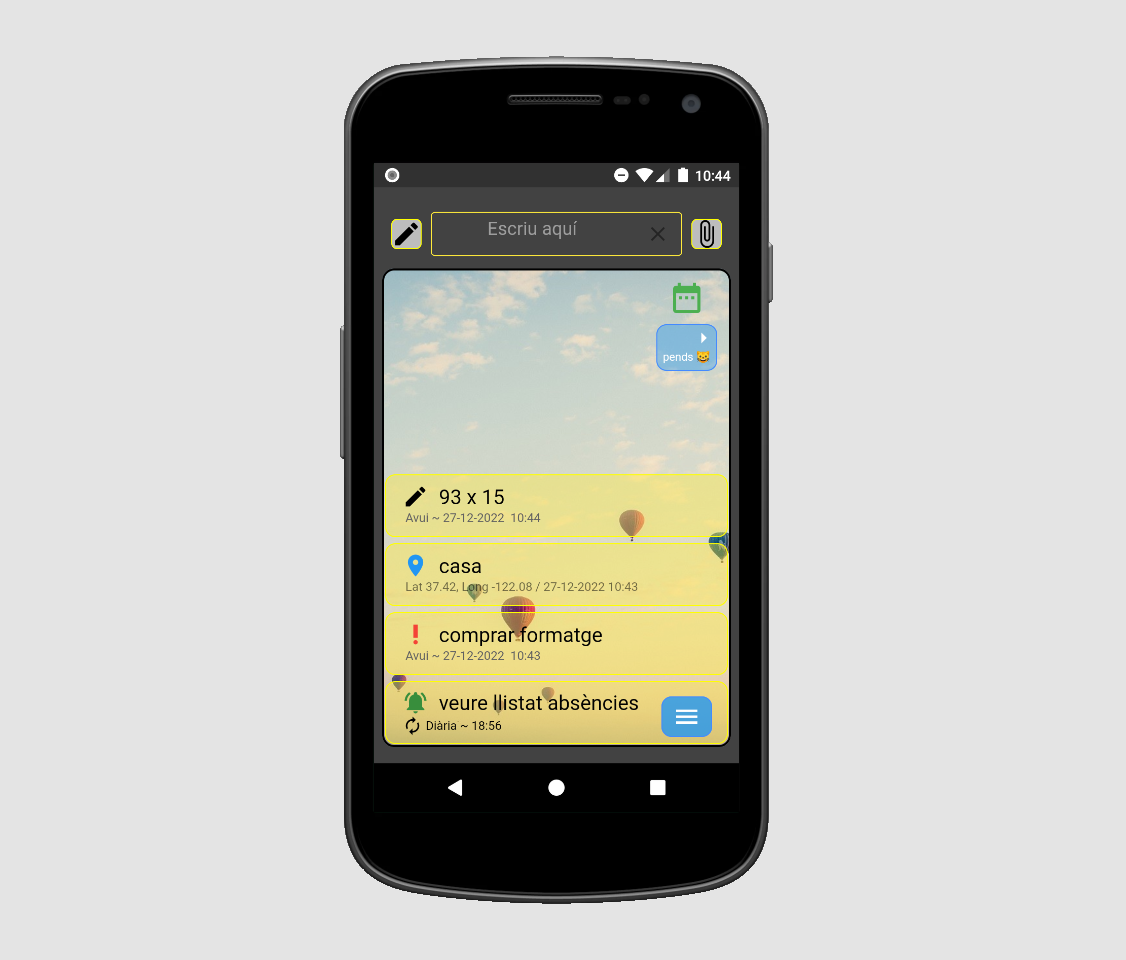 10:44
Escriu aquí
pends 😺
93 x 15
Avui ~ 27-12-2022 10:44
casa
Lat 37.42, Long -122.08 / 27-12-2022 10:43
comprar formatge
Avui ~ 27-12-2022 10:43
veure llistat absències
Diària ~ 18:56